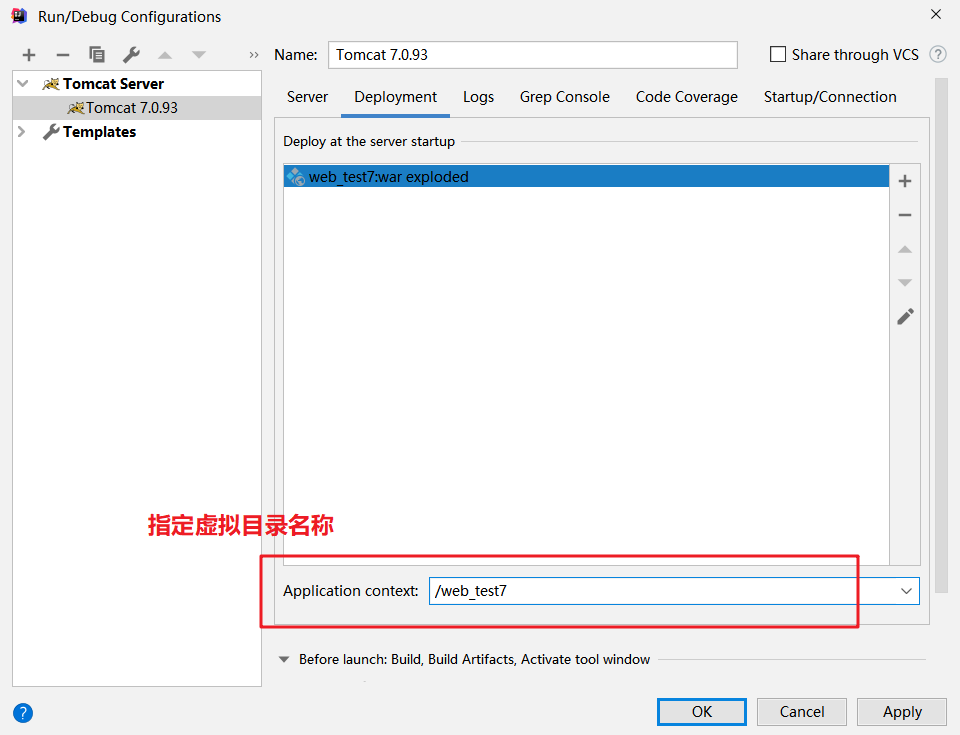 Run/Debug Configurations
Name: Tomcat 7.0.93 Share through VCS ?
Tomcat Server
Tomcat 7.0.93
Templates
Server Deployment Logs Grep Console Code Coverage Startup/Connection
Deploy at the server startup
web_test7:war exploded
指定虚拟目录名称
Application context: /web_test7
Before launch: Build, Build Artifacts, Activate tool window
? OK Cancel Apply